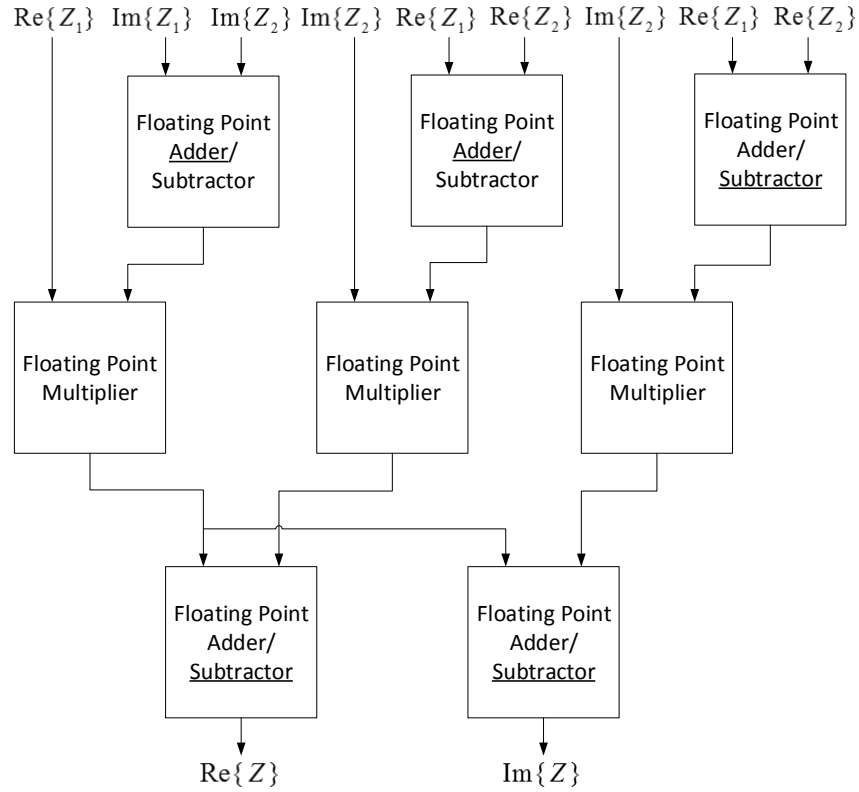 Re{Z₁} Im{Z₁} Im{Z₂} Im{Z₂} Re{Z₁} Re{Z₂} Im{Z₂} Re{Z₁} Re{Z₂}
Floating Point
Adder/
Subtractor
Floating Point
Adder/
Subtractor
Floating Point
Adder/
Subtractor
Floating Point
Multiplier
Floating Point
Multiplier
Floating Point
Multiplier
Floating Point
Adder/
Subtractor
Floating Point
Adder/
Subtractor
Re{Z}
Im{Z}